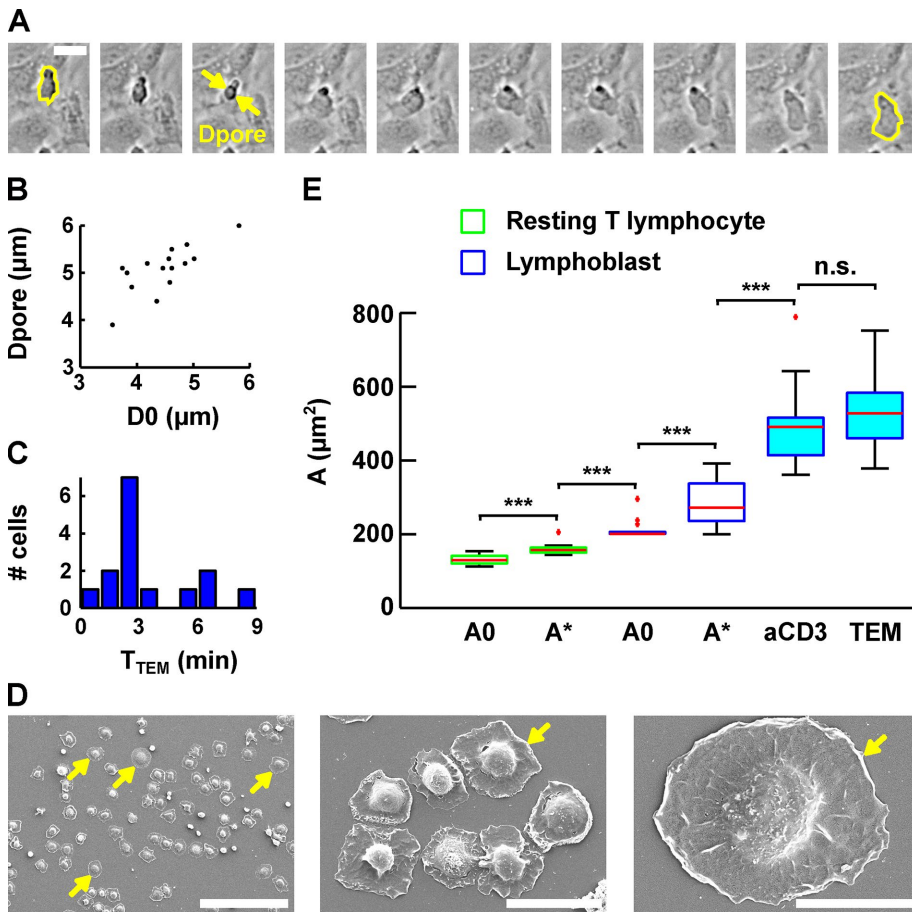 A
Dpore
B
Dpore (µm)
6
5
4
3
3 4 5 6
D0 (µm)
C
# cells
6
4
2
0
0 3 6 9
T_TEM (min)
E
Resting T lymphocyte
Lymphoblast
A (µm²)
800
600
400
200
0
***
***
***
***
n.s.
A0 A* A0 A* aCD3 TEM
D